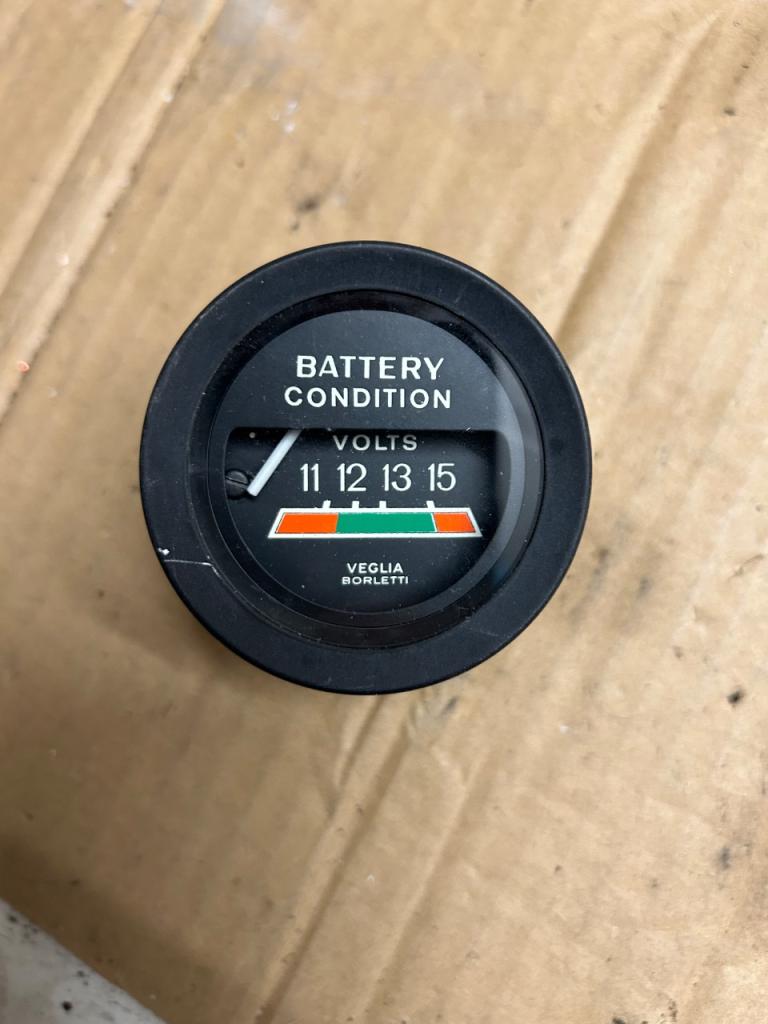 BATTERY
CONDITION
VOLTS
11 12 13 15
VEGLIA
BORLETTI